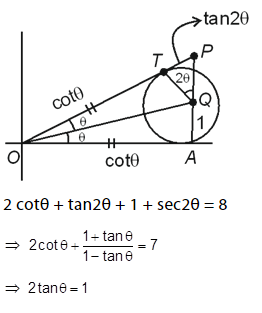 tan2θ
T
P
cotθ
2θ
θ
Q
θ
1
O
cotθ
A
2 cotθ + tan2θ + 1 + sec2θ = 8
⇒ 2cotθ + (1+tanθ)/(1−tanθ) = 7
⇒ 2tanθ = 1